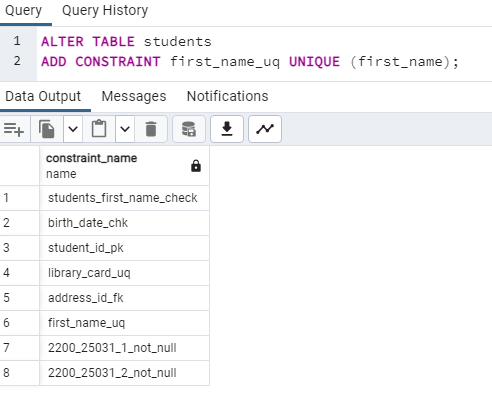 Query Query History
1 ALTER TABLE students
2 ADD CONSTRAINT first_name_uq UNIQUE (first_name);
Data Output Messages Notifications
constraint_name
name
1 students_first_name_check
2 birth_date_chk
3 student_id_pk
4 library_card_uq
5 address_id_fk
6 first_name_uq
7 2200_25031_1_not_null
8 2200_25031_2_not_null